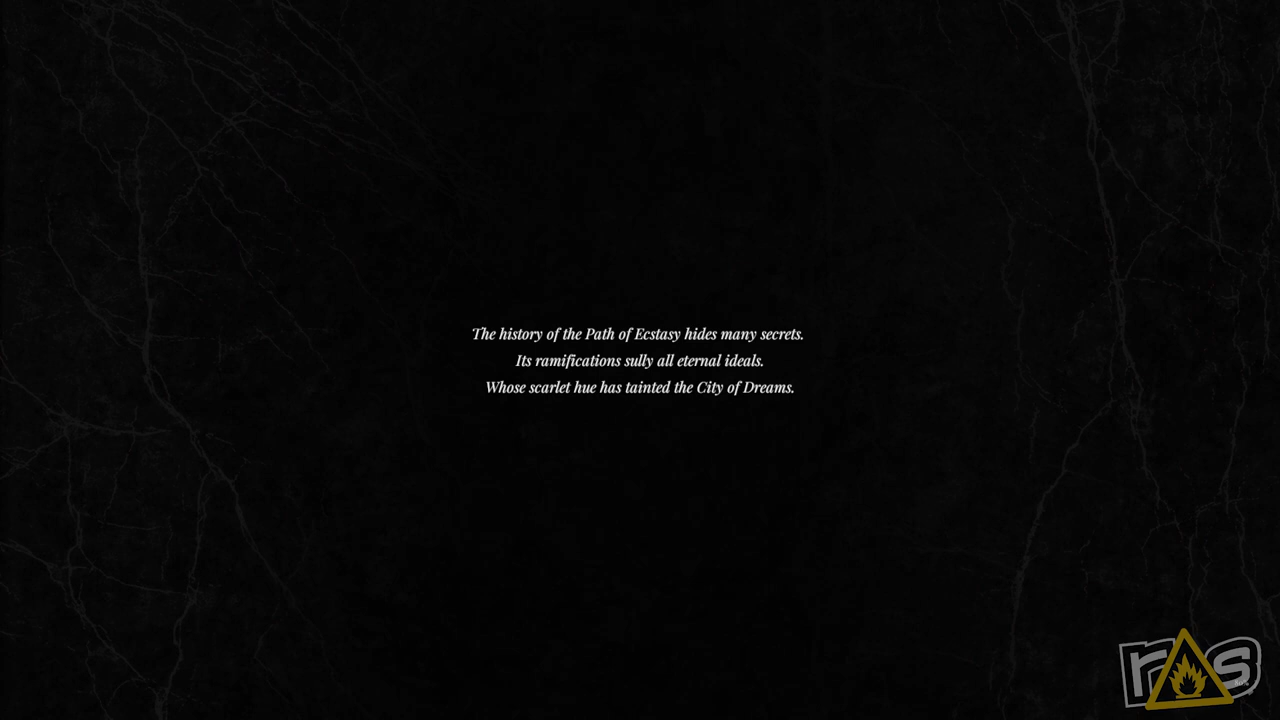 The history of the Path of Ecstasy hides many secrets.
Its ramifications sully all eternal ideals.
Whose scarlet hue has tainted the City of Dreams.